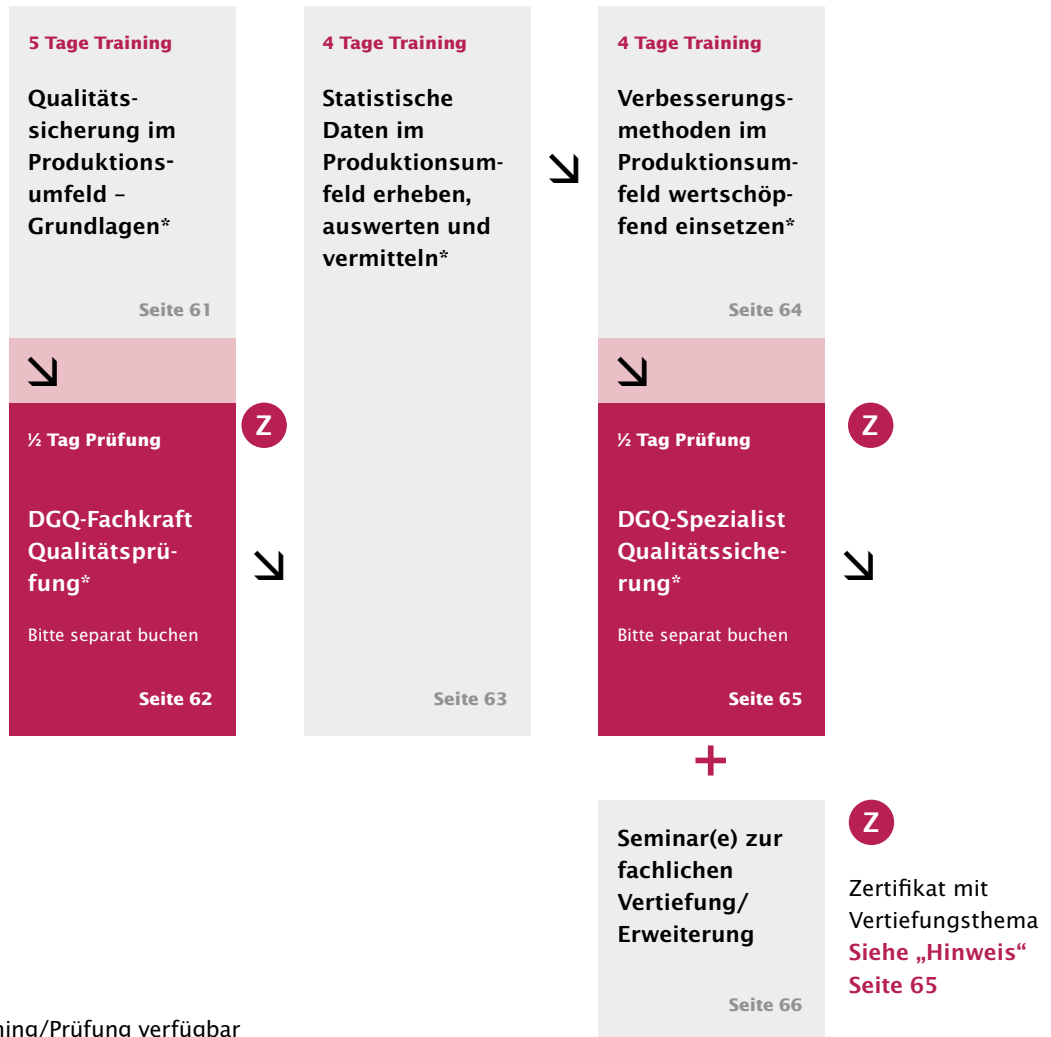 5 Tage Training
Qualitäts-
sicherung im
Produktions-
umfeld –
Grundlagen*
Seite 61
½ Tag Prüfung
Z
DGQ-Fachkraft
Qualitätsprü-
fung*
Bitte separat buchen
Seite 62
4 Tage Training
Statistische
Daten im
Produktionsum-
feld erheben,
auswerten und
vermitteln*
Seite 63
4 Tage Training
Verbesserungs-
methoden im
Produktionsum-
feld wertschöp-
fend einsetzen*
Seite 64
½ Tag Prüfung
Z
DGQ-Spezialist
Qualitätssiche-
rung*
Bitte separat buchen
Seite 65
+
Seminar(e) zur
fachlichen
Vertiefung/
Erweiterung
Seite 66
Z
Zertifikat mit
Vertiefungsthema
Siehe „Hinweis“
Seite 65
ning/Prüfung verfügbar